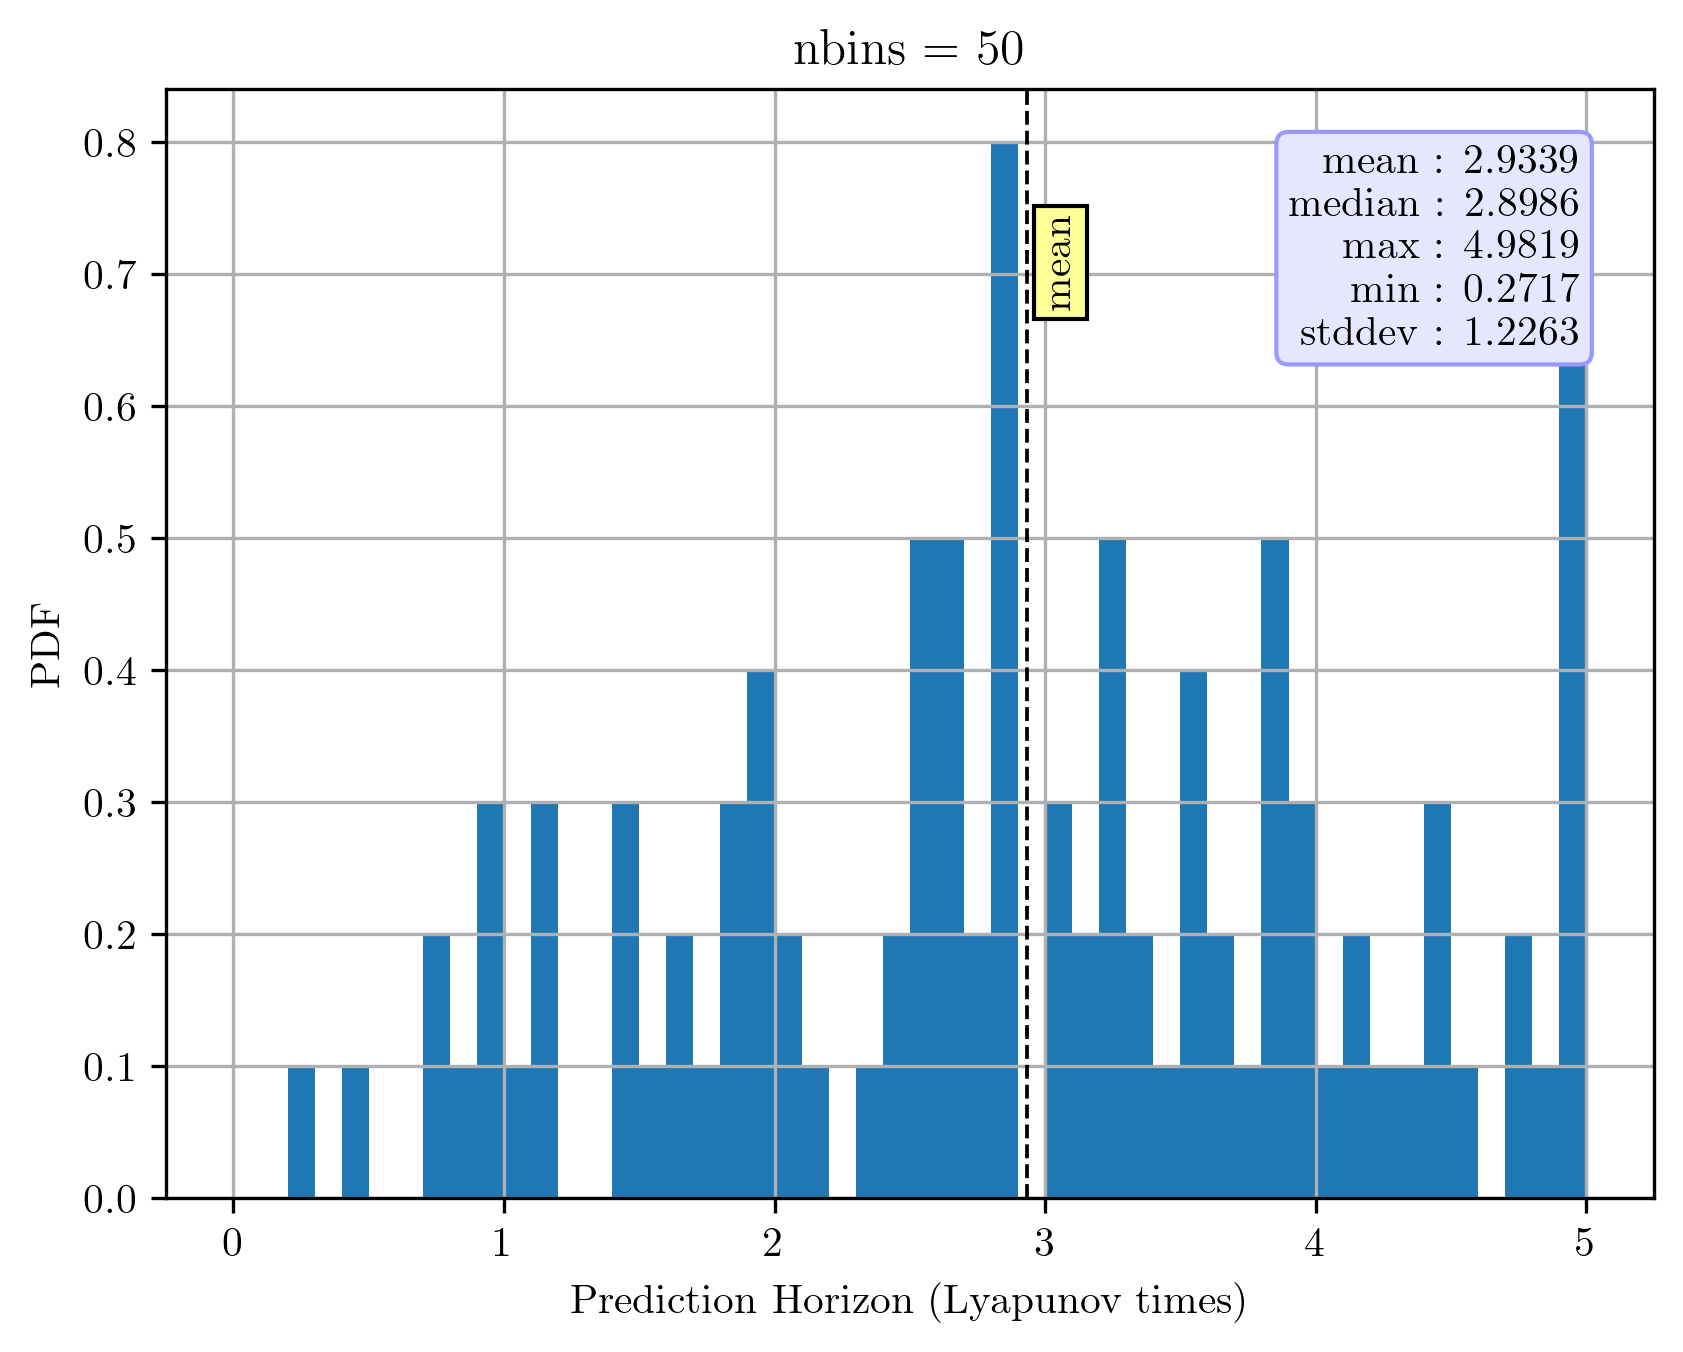 nbins = 50
0.8
0.7
0.6
0.5
0.4
0.3
0.2
0.1
0.0
PDF
mean
mean : 2.9339
median : 2.8986
max : 4.9819
min : 0.2717
stddev : 1.2263
0 1 2 3 4 5
Prediction Horizon (Lyapunov times)